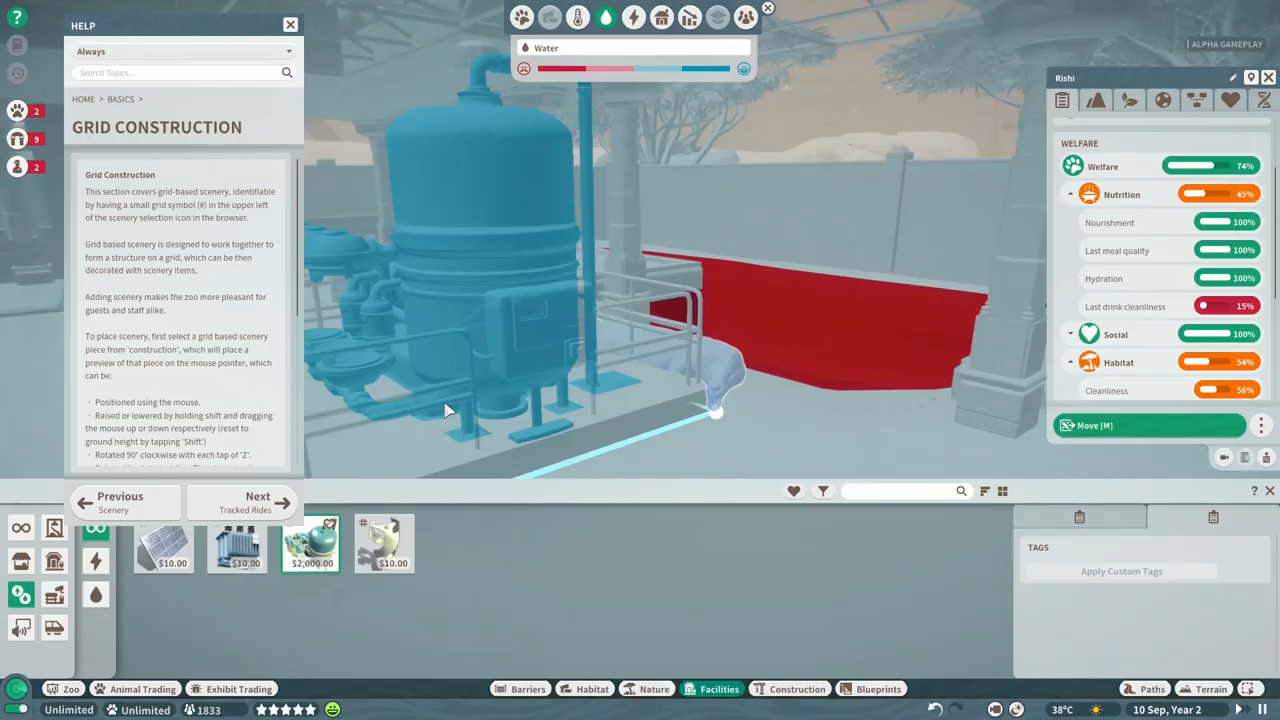 HELP
Always
Search Topics...
HOME > BASICS >
GRID CONSTRUCTION
Grid Construction
This section covers grid-based scenery, identifiable
by having a small grid symbol (#) in the upper left
of the scenery selection icon in the browser.
Grid based scenery is designed to work together to
form a structure on a grid, which can then be
decorated with scenery items.
Adding scenery makes the zoo more pleasant for
guests and staff alike.
To place scenery, first select a grid based scenery
piece from 'construction', which will place a
preview of that piece on the mouse pointer, which
can be:
· Positioned using the mouse.
· Raised or lowered by holding shift and dragging
the mouse up or down respectively (reset to
ground height by tapping 'Shift')
· Rotated 90° clockwise with each tap of 'Z'.
Previous
Scenery
Next
Tracked Rides
2
9
2
Water
ALPHA GAMEPLAY
Rishi
WELFARE
Welfare 74%
Nutrition 45%
Nourishment 100%
Last meal quality 100%
Hydration 100%
Last drink cleanliness 15%
Social 100%
Habitat 54%
Cleanliness 56%
Move [M]
$10.00
$10.00
$2,000.00
#
$10.00
TAGS
Apply Custom Tags
Zoo
Animal Trading
Exhibit Trading
Barriers
Habitat
Nature
Facilities
Construction
Blueprints
Paths
Terrain
Unlimited
Unlimited
1833
38°C
10 Sep, Year 2